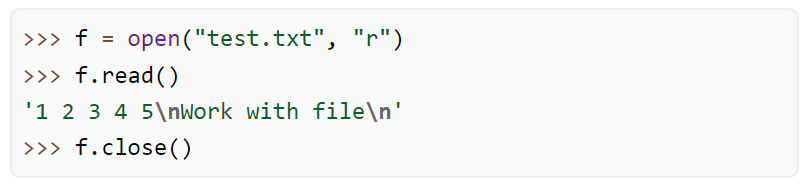 >>> f = open("test.txt", "r")
>>> f.read()
'1 2 3 4 5\nWork with file\n'
>>> f.close()